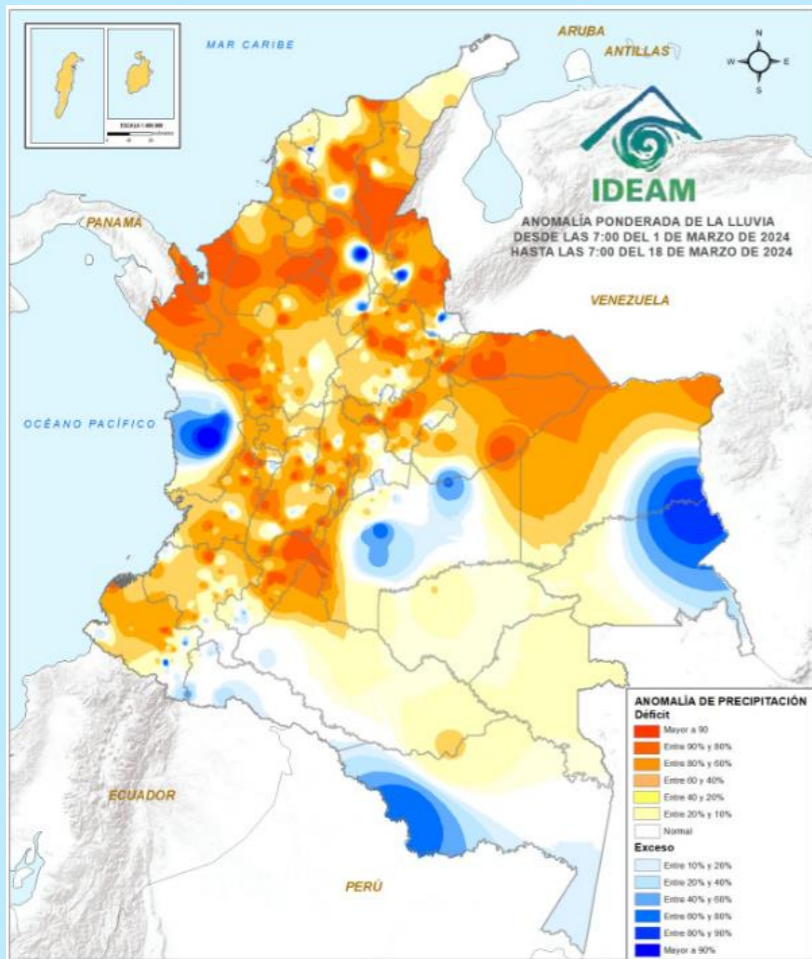 MAR CARIBE
ARUBA
ANTILLAS
N
W
E
S
ESCALA 1:900.000
IDEAM
ANOMALÍA PONDERADA DE LA LLUVIA
DESDE LAS 7:00 DEL 1 DE MARZO DE 2024
HASTA LAS 7:00 DEL 18 DE MARZO DE 2024
PANAMÁ
VENEZUELA
OCÉANO PACÍFICO
ECUADOR
PERÚ
ANOMALÍA DE PRECIPITACIÓN
Déficit
Mayor a 90
Entre 90% y 80%
Entre 80% y 60%
Entre 60 y 40%
Entre 40 y 20%
Entre 20% y 10%
Normal
Exceso
Entre 10% y 20%
Entre 20% y 40%
Entre 40% y 60%
Entre 60% y 80%
Entre 80% y 90%
Mayor a 90%